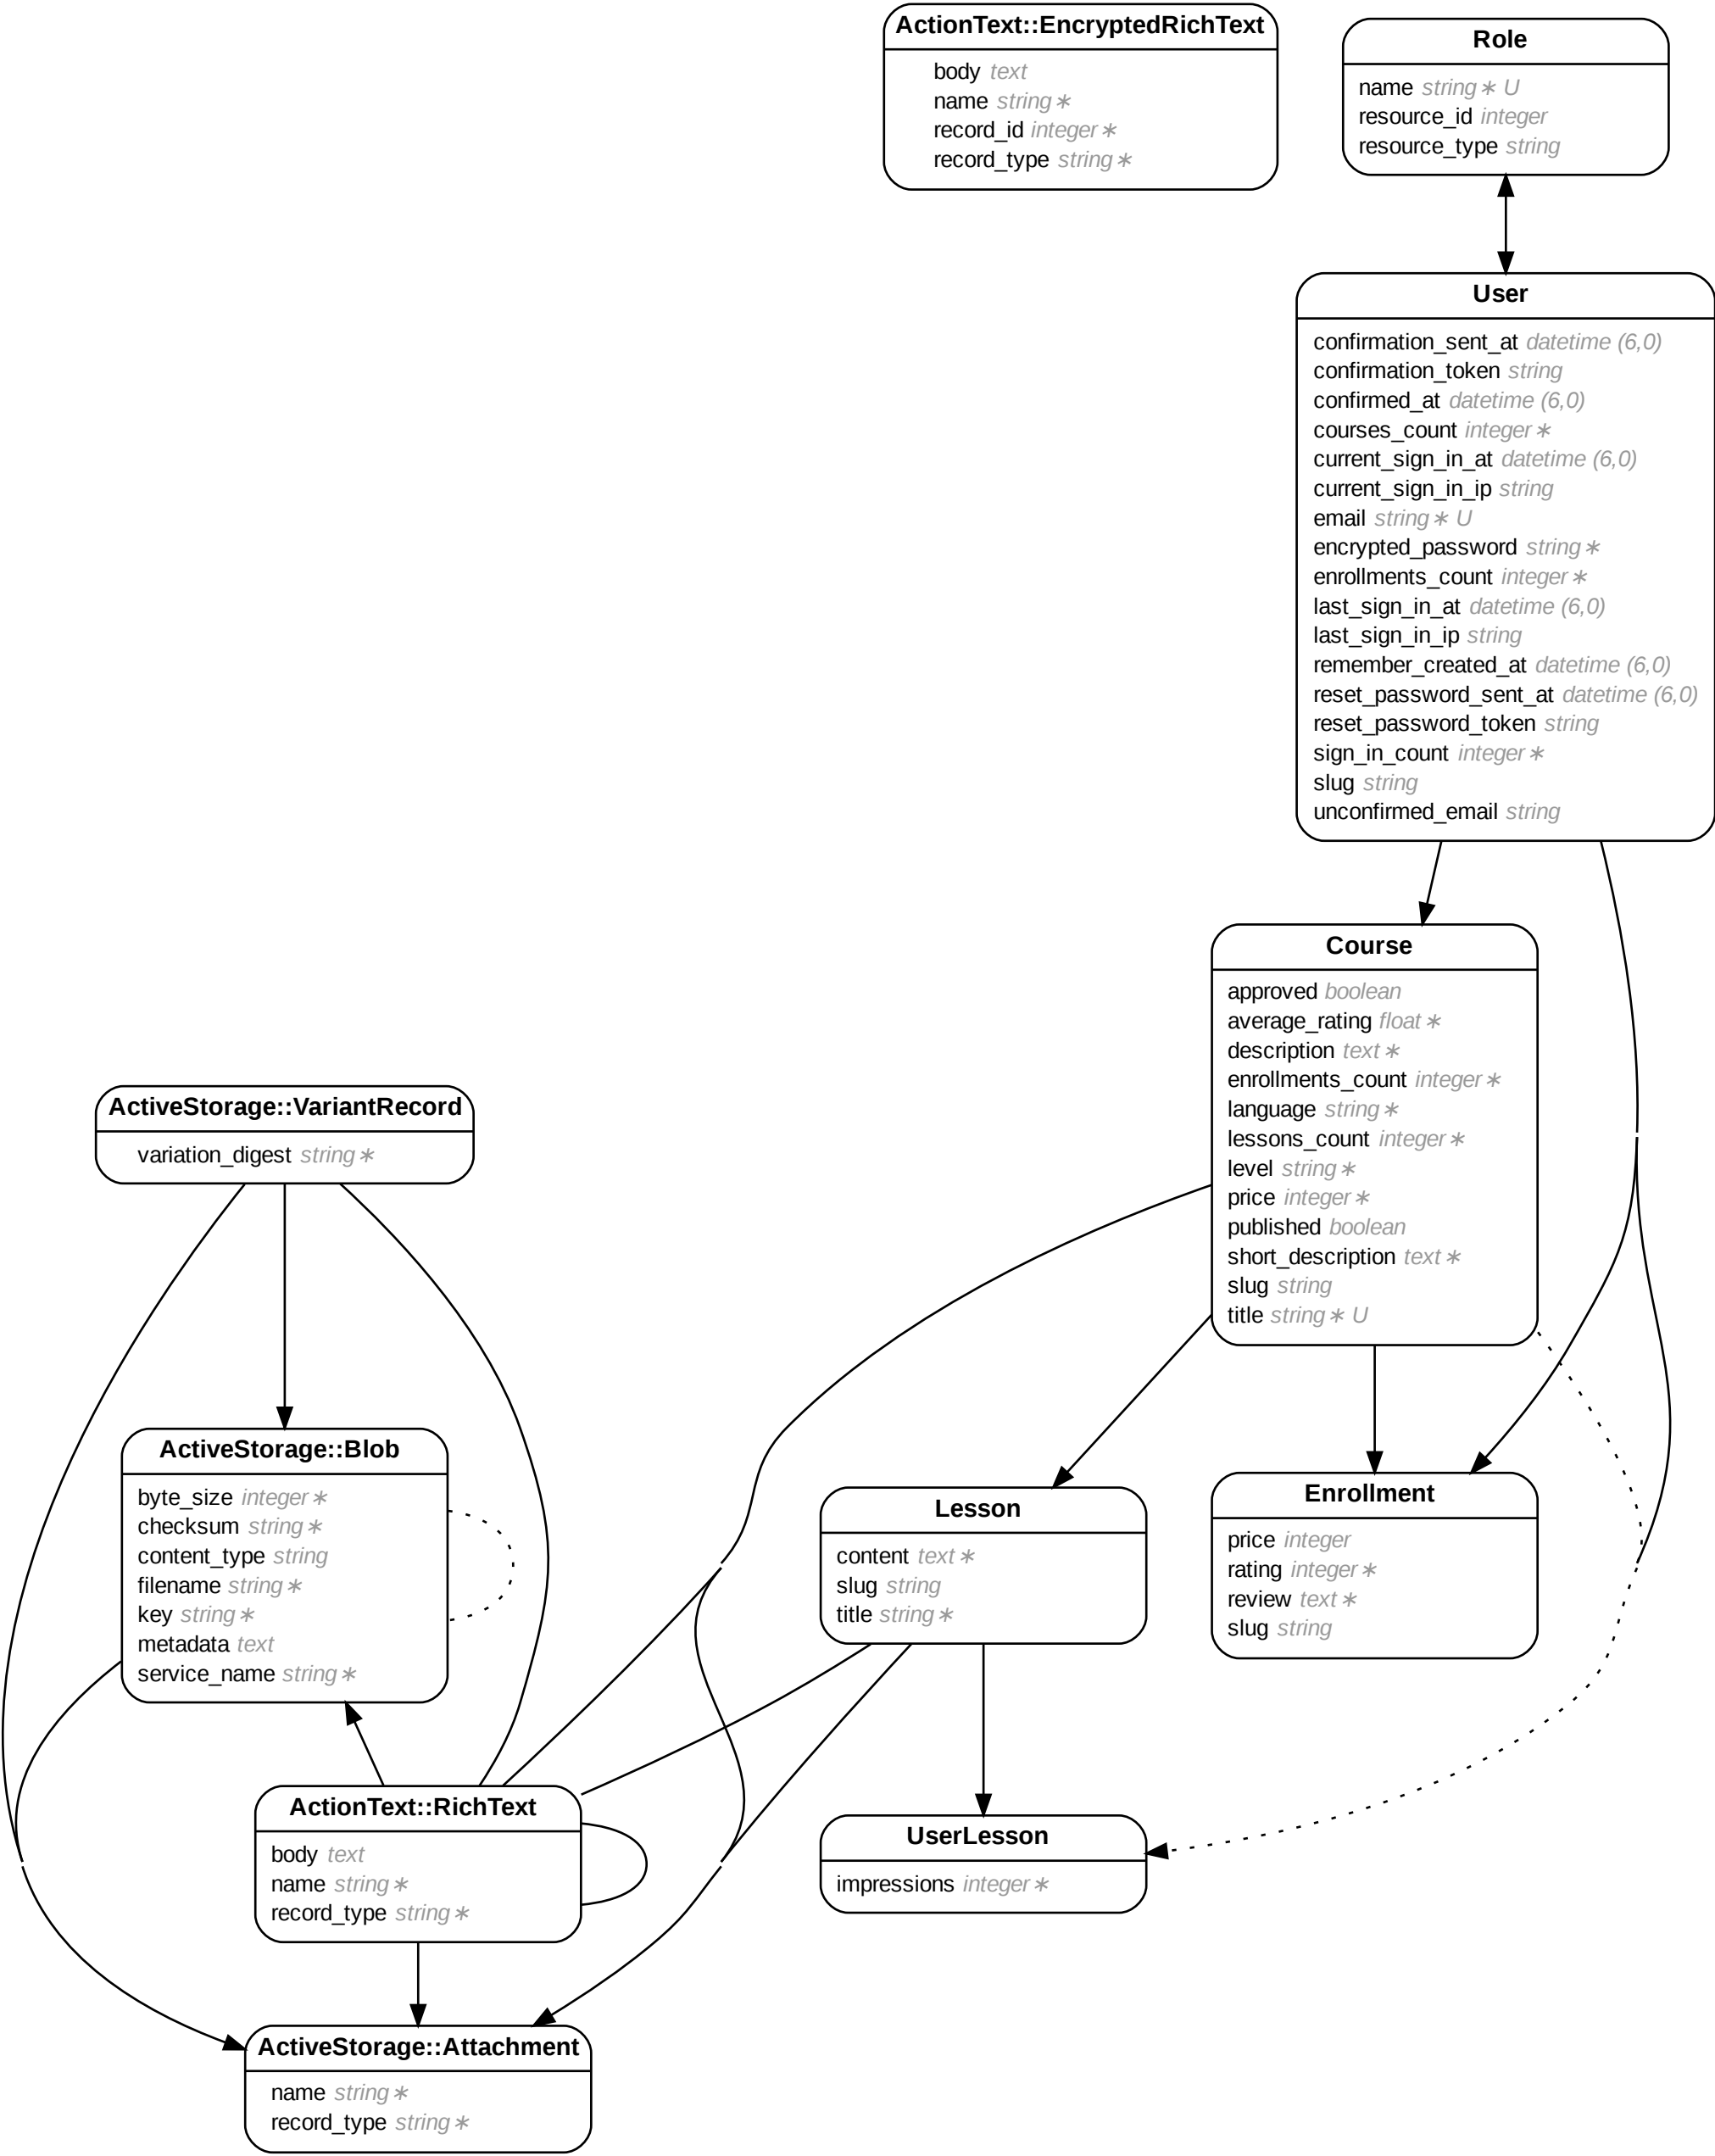 ActionText::EncryptedRichText
body text
name string ∗
record_id integer ∗
record_type string ∗
Role
name string ∗ U
resource_id integer
resource_type string
User
confirmation_sent_at datetime (6,0)
confirmation_token string
confirmed_at datetime (6,0)
courses_count integer ∗
current_sign_in_at datetime (6,0)
current_sign_in_ip string
email string ∗ U
encrypted_password string ∗
enrollments_count integer ∗
last_sign_in_at datetime (6,0)
last_sign_in_ip string
remember_created_at datetime (6,0)
reset_password_sent_at datetime (6,0)
reset_password_token string
sign_in_count integer ∗
slug string
unconfirmed_email string
Course
approved boolean
average_rating float ∗
description text ∗
enrollments_count integer ∗
language string ∗
lessons_count integer ∗
level string ∗
price integer ∗
published boolean
short_description text ∗
slug string
title string ∗ U
ActiveStorage::VariantRecord
variation_digest string ∗
ActiveStorage::Blob
byte_size integer ∗
checksum string ∗
content_type string
filename string ∗
key string ∗
metadata text
service_name string ∗
Lesson
content text ∗
slug string
title string ∗
Enrollment
price integer
rating integer ∗
review text ∗
slug string
ActionText::RichText
body text
name string ∗
record_type string ∗
UserLesson
impressions integer ∗
ActiveStorage::Attachment
name string ∗
record_type string ∗